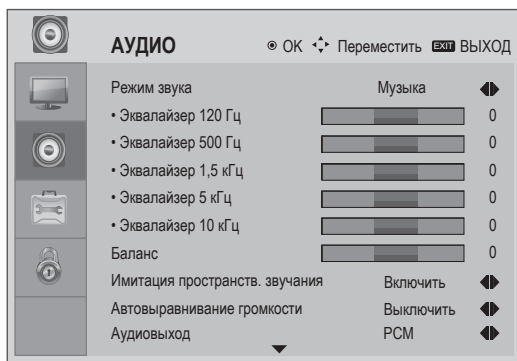 АУДИО OK Переместить EXIT ВЫХОД
Режим звука Музыка
• Эквалайзер 120 Гц 0
• Эквалайзер 500 Гц 0
• Эквалайзер 1,5 кГц 0
• Эквалайзер 5 кГц 0
• Эквалайзер 10 кГц 0
Баланс 0
Имитация пространств. звучания Включить
Автовыравнивание громкости Выключить
Аудиовыход PCM